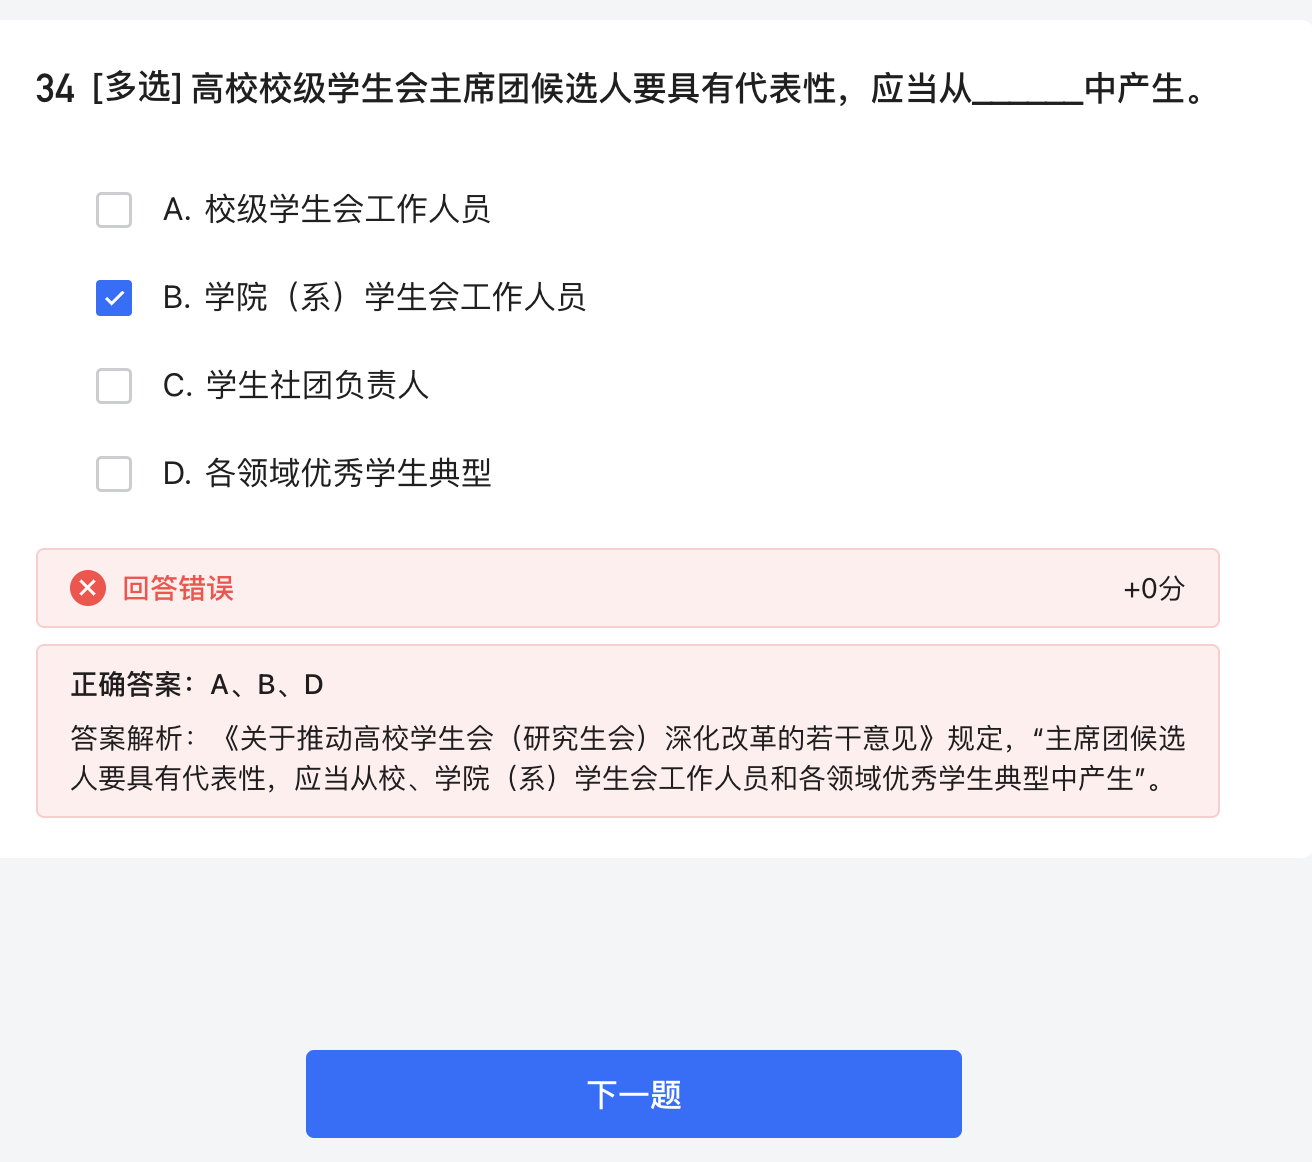 34 [多选] 高校校级学生会主席团候选人要具有代表性，应当从______中产生。
A. 校级学生会工作人员
B. 学院（系）学生会工作人员
C. 学生社团负责人
D. 各领域优秀学生典型
回答错误 +0分
正确答案：A、B、D
答案解析：《关于推动高校学生会（研究生会）深化改革的若干意见》规定，“主席团候选
人要具有代表性，应当从校、学院（系）学生会工作人员和各领域优秀学生典型中产生”。
下一题